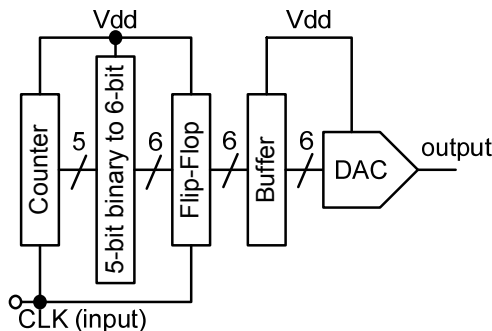 Vdd
Vdd
Counter
5
5-bit binary to 6-bit
6
Flip-Flop
6
Buffer
6
DAC
output
CLK (input)